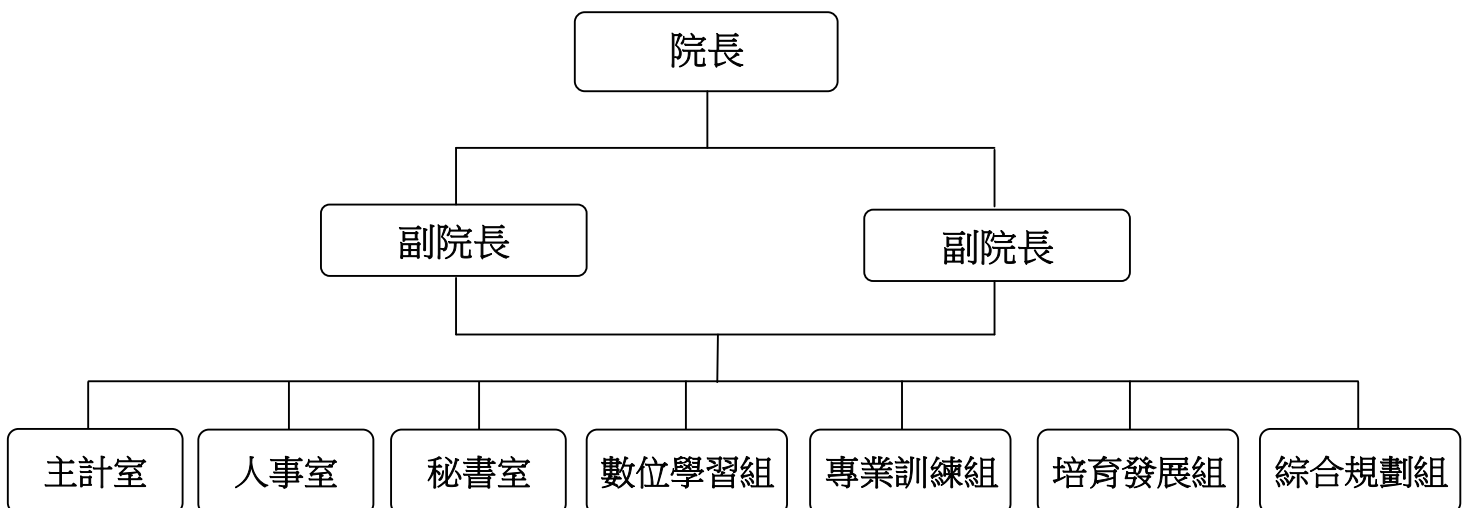 院長
副院長
副院長
主計室
人事室
秘書室
數位學習組
專業訓練組
培育發展組
綜合規劃組